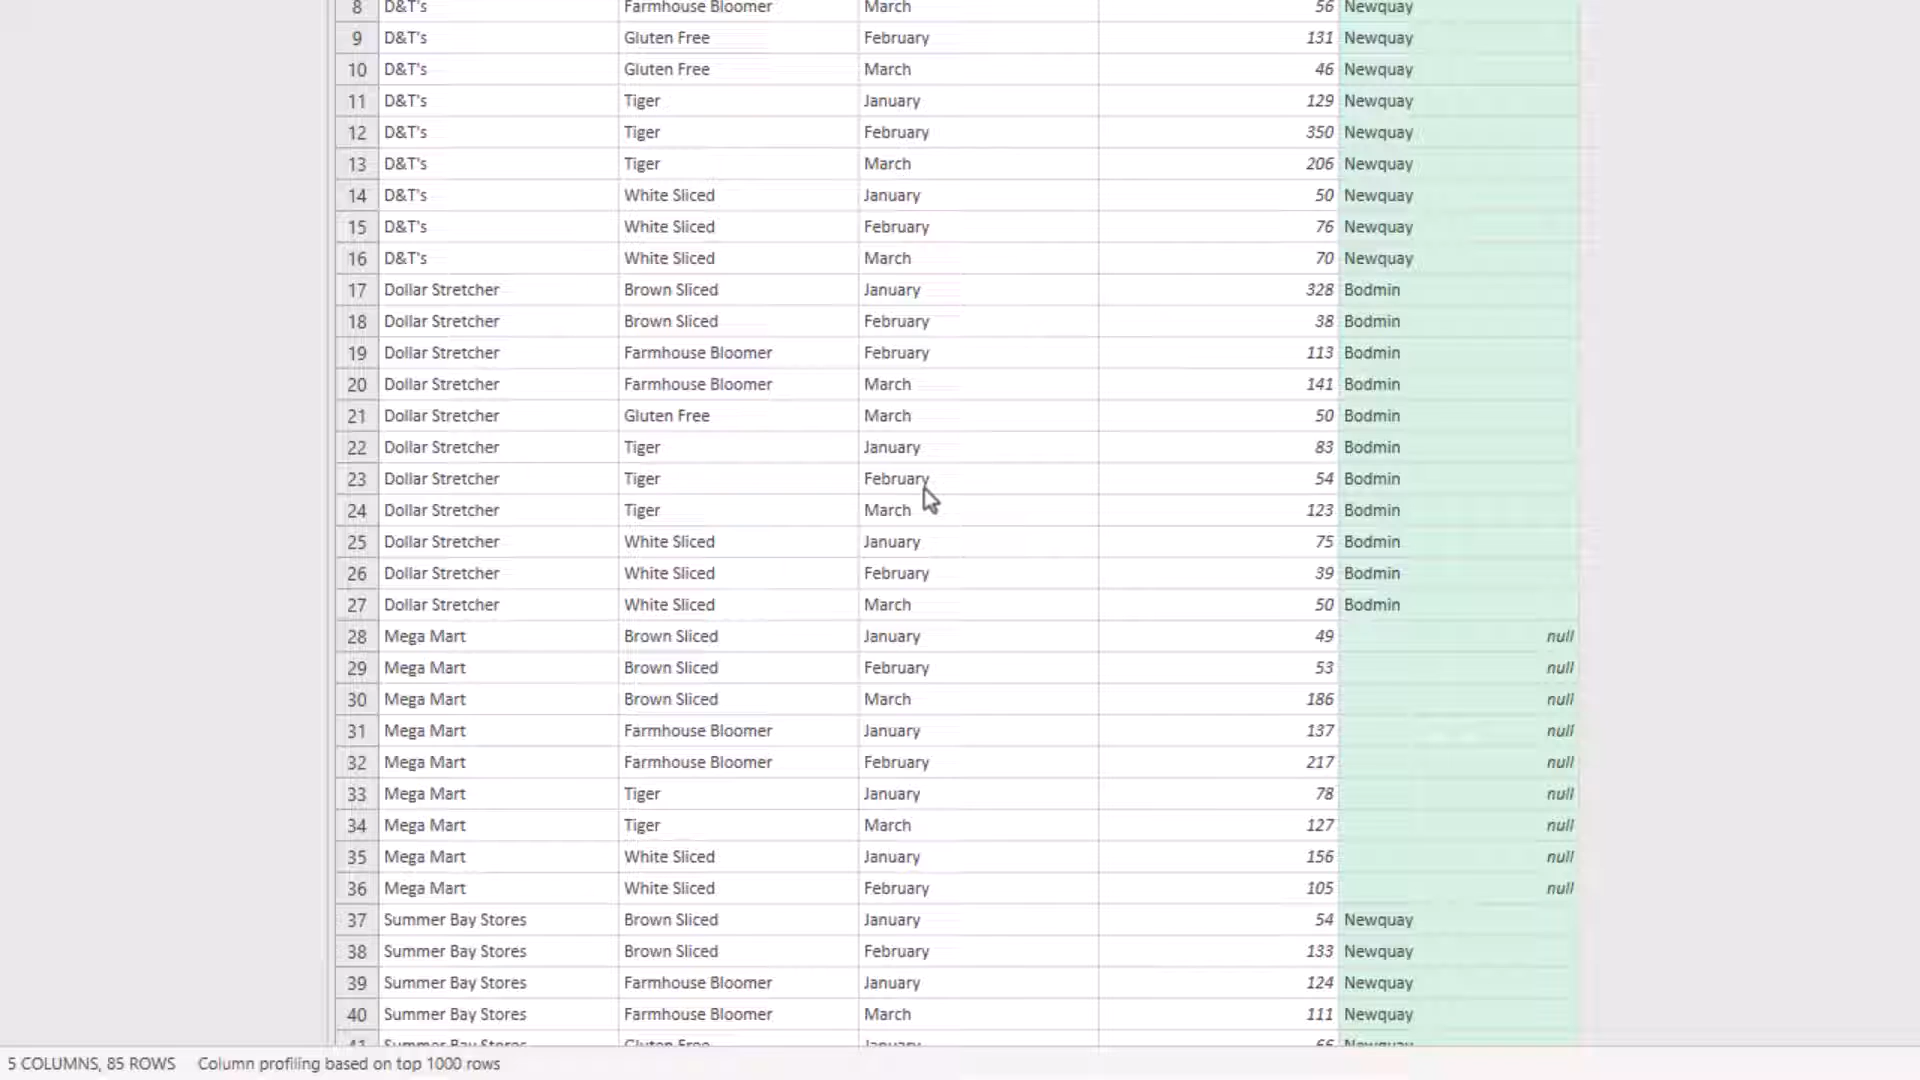 8 D&T's Farmhouse Bloomer March 56 Newquay
9 D&T's Gluten Free February 131 Newquay
10 D&T's Gluten Free March 46 Newquay
11 D&T's Tiger January 129 Newquay
12 D&T's Tiger February 350 Newquay
13 D&T's Tiger March 206 Newquay
14 D&T's White Sliced January 50 Newquay
15 D&T's White Sliced February 76 Newquay
16 D&T's White Sliced March 70 Newquay
17 Dollar Stretcher Brown Sliced January 328 Bodmin
18 Dollar Stretcher Brown Sliced February 38 Bodmin
19 Dollar Stretcher Farmhouse Bloomer February 113 Bodmin
20 Dollar Stretcher Farmhouse Bloomer March 141 Bodmin
21 Dollar Stretcher Gluten Free March 50 Bodmin
22 Dollar Stretcher Tiger January 83 Bodmin
23 Dollar Stretcher Tiger February 54 Bodmin
24 Dollar Stretcher Tiger March 123 Bodmin
25 Dollar Stretcher White Sliced January 75 Bodmin
26 Dollar Stretcher White Sliced February 39 Bodmin
27 Dollar Stretcher White Sliced March 50 Bodmin
28 Mega Mart Brown Sliced January 49 null
29 Mega Mart Brown Sliced February 53 null
30 Mega Mart Brown Sliced March 186 null
31 Mega Mart Farmhouse Bloomer January 137 null
32 Mega Mart Farmhouse Bloomer February 217 null
33 Mega Mart Tiger January 78 null
34 Mega Mart Tiger March 127 null
35 Mega Mart White Sliced January 156 null
36 Mega Mart White Sliced February 105 null
37 Summer Bay Stores Brown Sliced January 54 Newquay
38 Summer Bay Stores Brown Sliced February 133 Newquay
39 Summer Bay Stores Farmhouse Bloomer January 124 Newquay
40 Summer Bay Stores Farmhouse Bloomer March 111 Newquay
41 Summer Bay Stores Gluten Free January 66 Newquay
5 COLUMNS, 85 ROWS Column profiling based on top 1000 rows